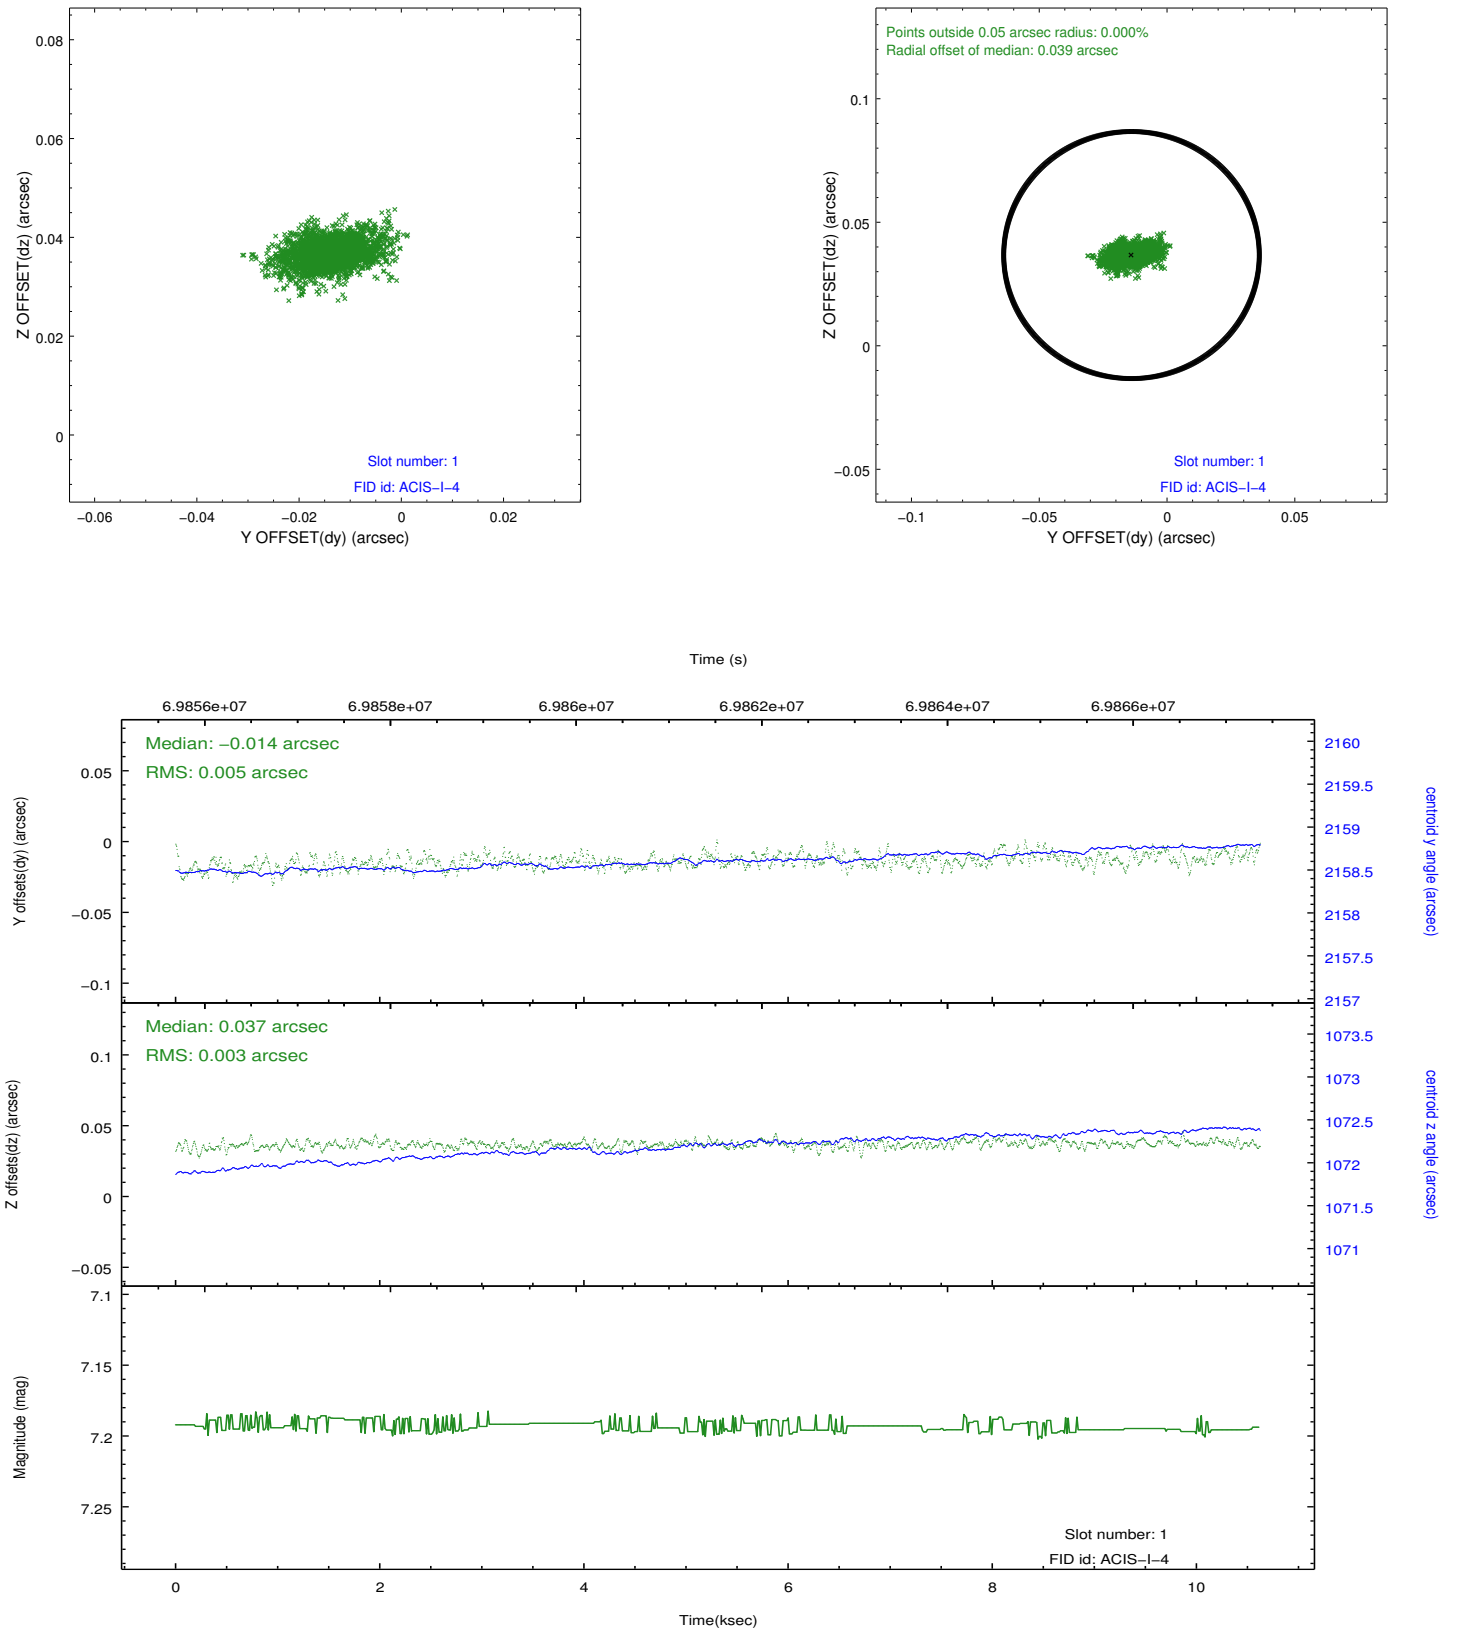 0.08
0.06
0.04
0.02
0
Z OFFSET(dz) (arcsec)
Slot number: 1
FID id: ACIS−I−4
−0.06 −0.04 −0.02 0 0.02
Y OFFSET(dy) (arcsec)
Points outside 0.05 arcsec radius: 0.000%
Radial offset of median: 0.039 arcsec
0.1
0.05
0
−0.05
Z OFFSET(dz) (arcsec)
Slot number: 1
FID id: ACIS−I−4
−0.1 −0.05 0 0.05
Y OFFSET(dy) (arcsec)
Time (s)
6.9856e+07 6.9858e+07 6.986e+07 6.9862e+07 6.9864e+07 6.9866e+07
Median: −0.014 arcsec
RMS: 0.005 arcsec
0.05
0
−0.05
−0.1
Y offsets(dy) (arcsec)
2160
2159.5
2159
2158.5
2158
2157.5
2157
centroid y angle (arcsec)
Median: 0.037 arcsec
RMS: 0.003 arcsec
0.1
0.05
0
−0.05
Z offsets(dz) (arcsec)
1073.5
1073
1072.5
1072
1071.5
1071
centroid z angle (arcsec)
7.1
7.15
7.2
7.25
Magnitude (mag)
Slot number: 1
FID id: ACIS−I−4
0 2 4 6 8 10
Time(ksec)